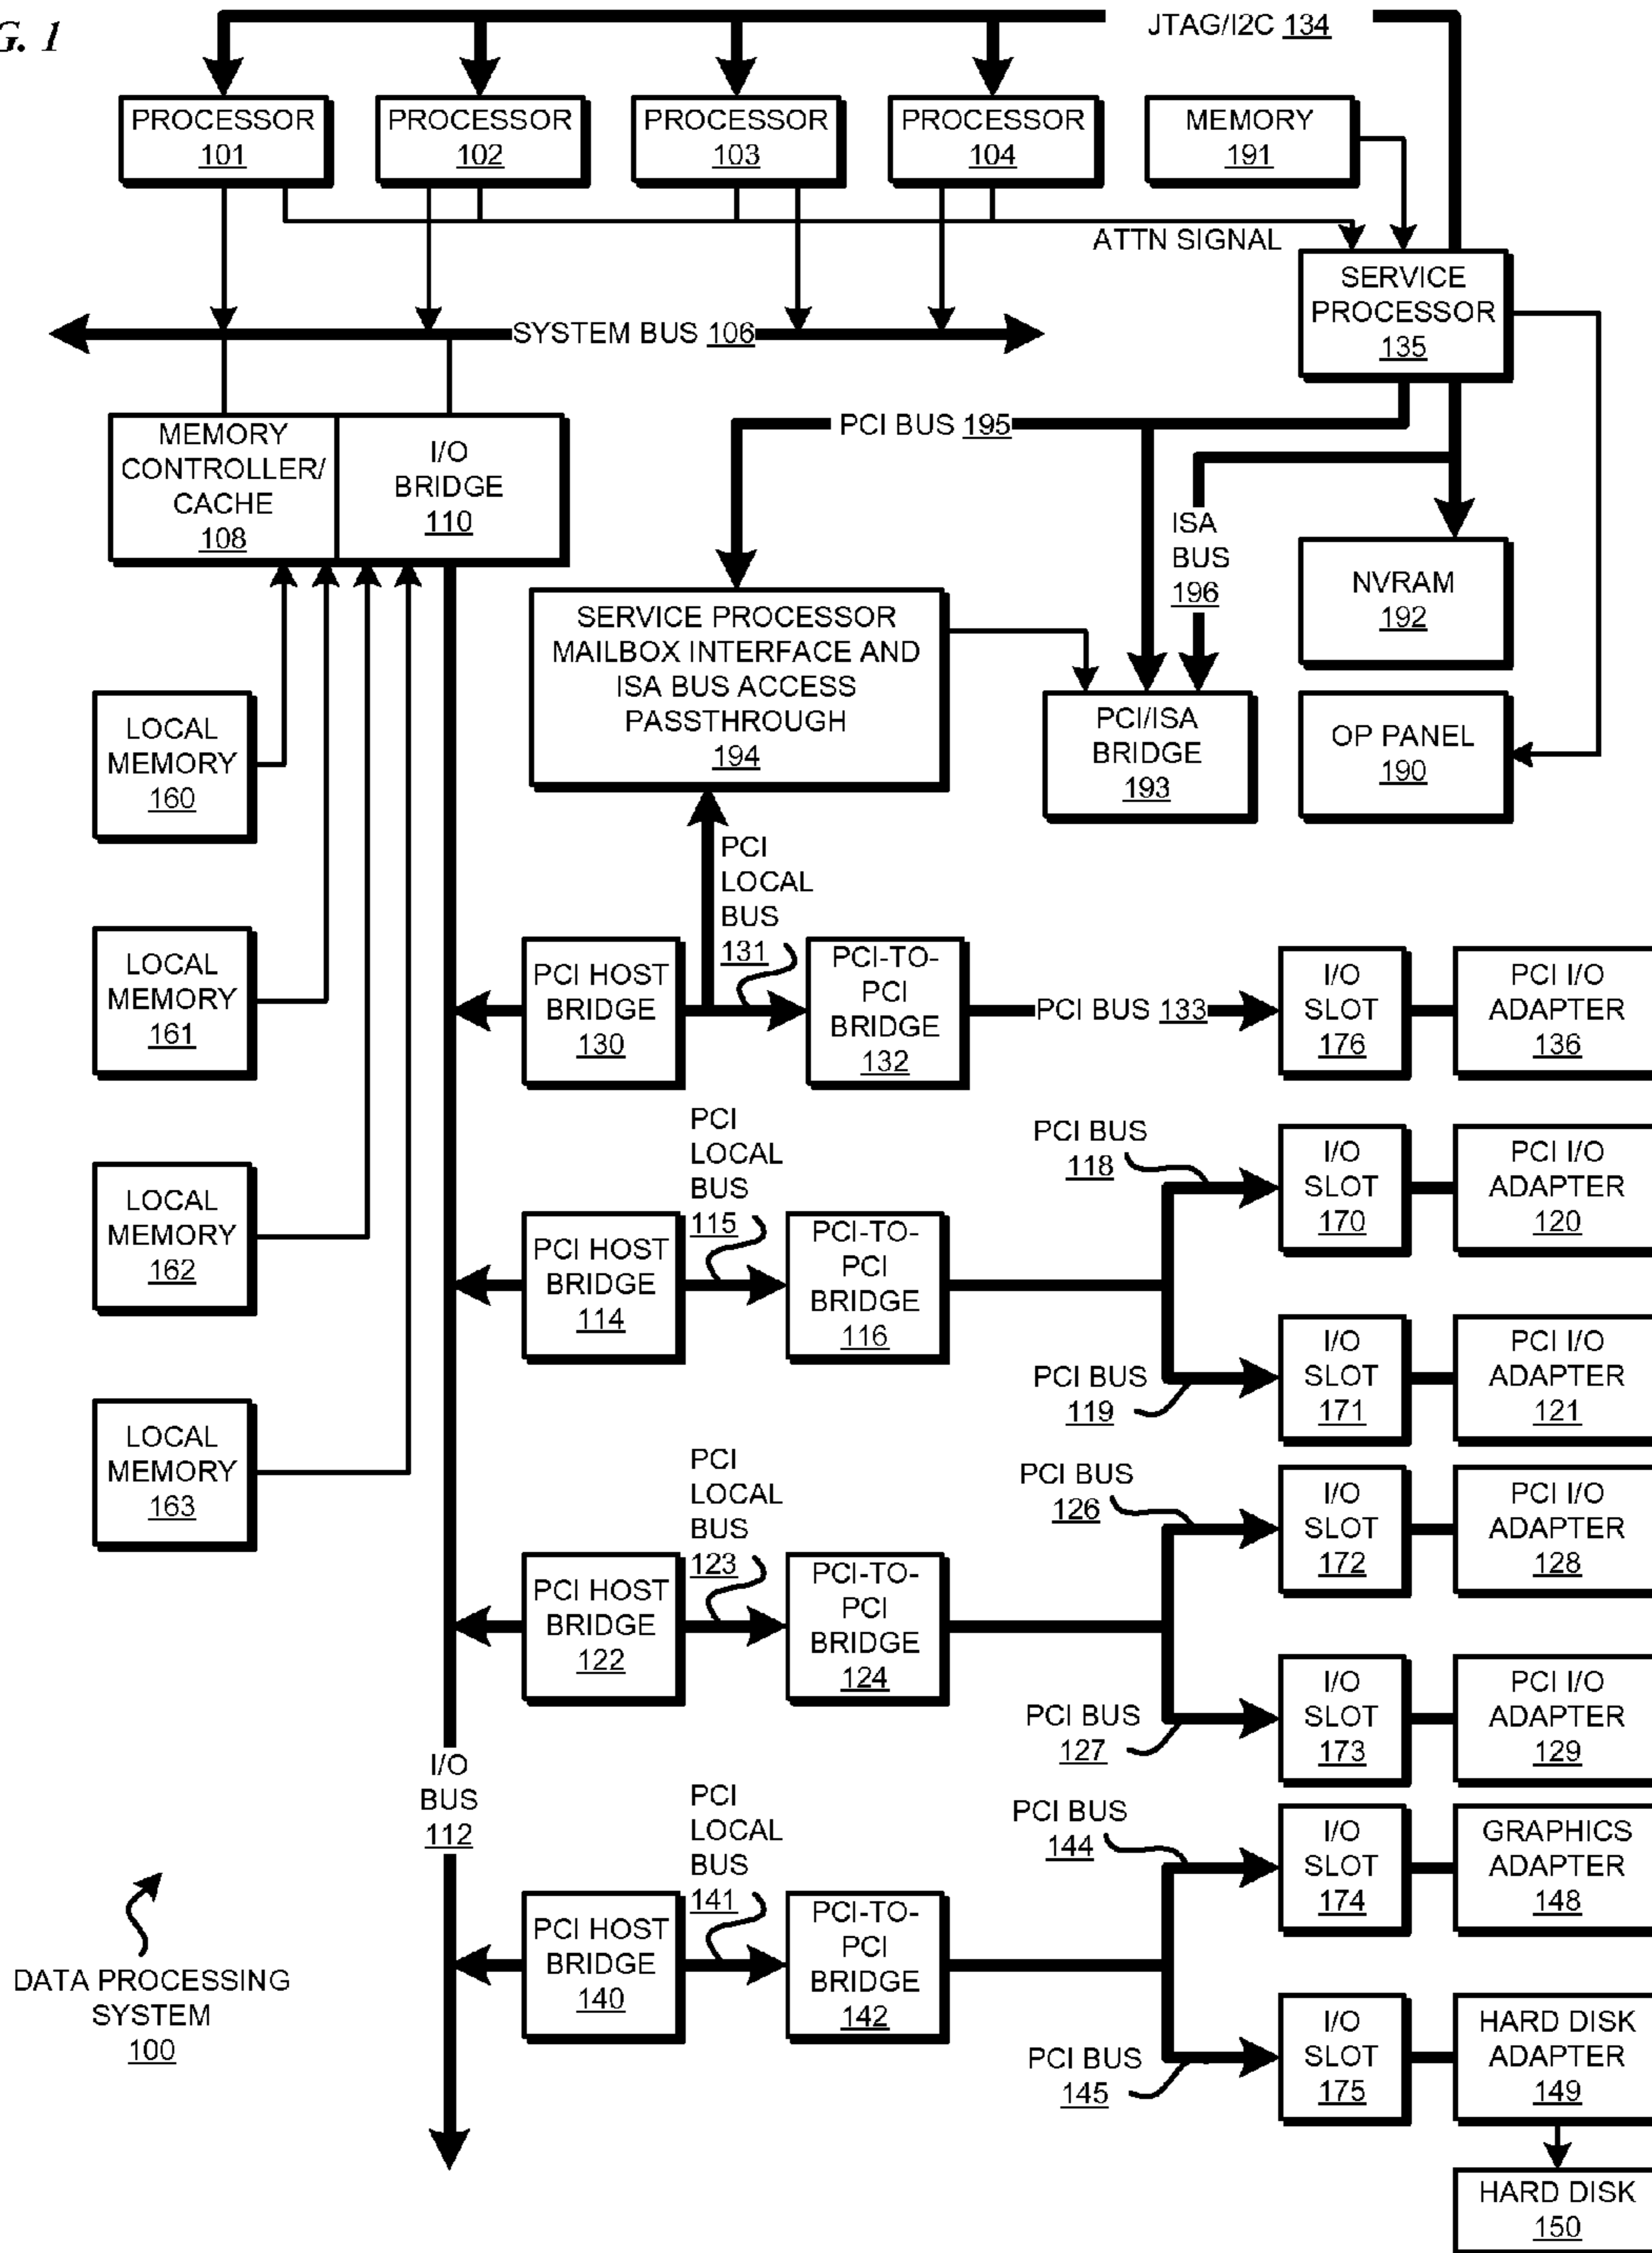 G. 1
JTAG/I2C 134
PROCESSOR
101
PROCESSOR
102
PROCESSOR
103
PROCESSOR
104
MEMORY
191
ATTN SIGNAL
SERVICE
PROCESSOR
135
SYSTEM BUS 106
MEMORY
CONTROLLER/
CACHE
108
I/O
BRIDGE
110
PCI BUS 195
ISA
BUS
196
NVRAM
192
SERVICE PROCESSOR
MAILBOX INTERFACE AND
ISA BUS ACCESS
PASSTHROUGH
194
PCI/ISA
BRIDGE
193
OP PANEL
190
LOCAL
MEMORY
160
LOCAL
MEMORY
161
LOCAL
MEMORY
162
LOCAL
MEMORY
163
PCI
LOCAL
BUS
131
PCI HOST
BRIDGE
130
PCI-TO-
PCI
BRIDGE
132
PCI BUS 133
I/O
SLOT
176
PCI I/O
ADAPTER
136
PCI
LOCAL
BUS
115
PCI HOST
BRIDGE
114
PCI-TO-
PCI
BRIDGE
116
PCI BUS
118
I/O
SLOT
170
PCI I/O
ADAPTER
120
PCI BUS
119
I/O
SLOT
171
PCI I/O
ADAPTER
121
PCI
LOCAL
BUS
123
PCI HOST
BRIDGE
122
PCI-TO-
PCI
BRIDGE
124
PCI BUS
126
I/O
SLOT
172
PCI I/O
ADAPTER
128
PCI BUS
127
I/O
SLOT
173
PCI I/O
ADAPTER
129
I/O
BUS
112
PCI
LOCAL
BUS
141
PCI HOST
BRIDGE
140
PCI-TO-
PCI
BRIDGE
142
PCI BUS
144
I/O
SLOT
174
GRAPHICS
ADAPTER
148
PCI BUS
145
I/O
SLOT
175
HARD DISK
ADAPTER
149
HARD DISK
150
DATA PROCESSING
SYSTEM
100